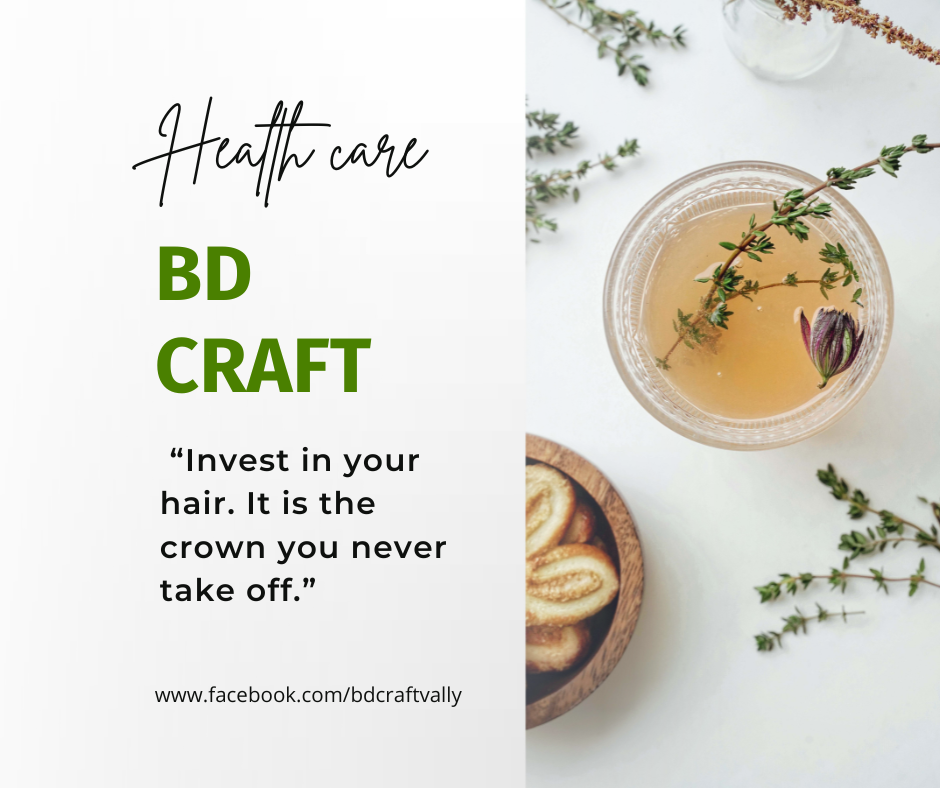 Health care
BD
CRAFT
“Invest in your
hair. It is the
crown you never
take off.”
www.facebook.com/bdcraftvally